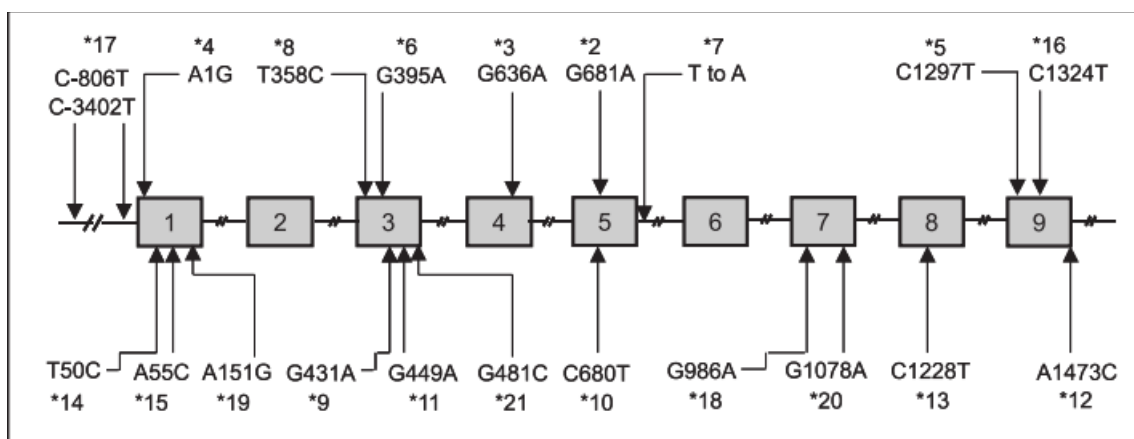 *17 *4 *8 *6 *3 *2 *7 *5 *16
C-806T A1G T358C G395A G636A G681A T to A C1297T C1324T
C-3402T
1 2 3 4 5 6 7 8 9
T50C A55C A151G G431A G449A G481C C680T G986A G1078A C1228T A1473C
*14 *15 *19 *9 *11 *21 *10 *18 *20 *13 *12